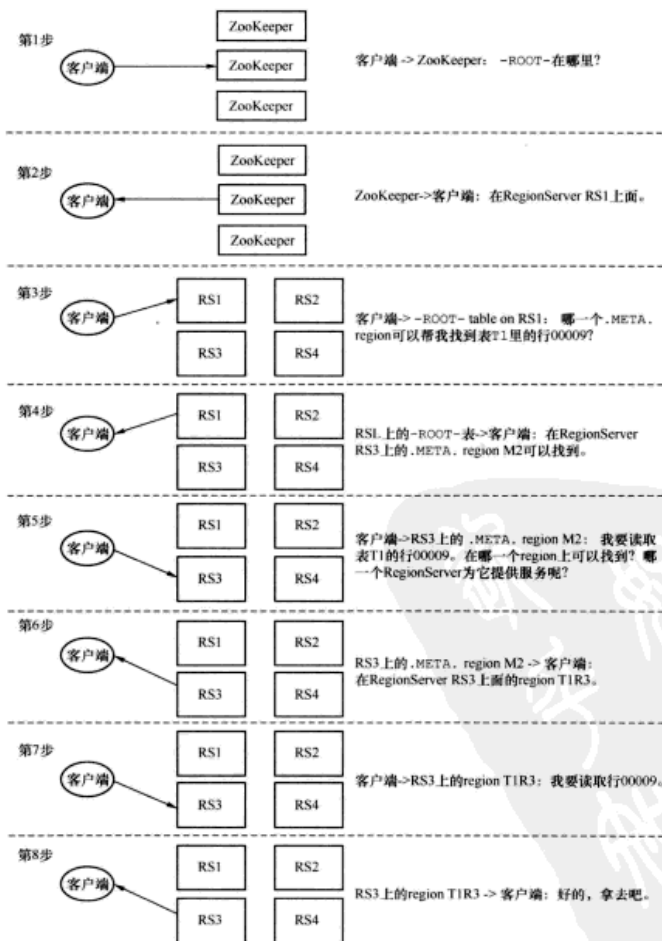 第1步
ZooKeeper
客户端
ZooKeeper
ZooKeeper
客户端 -> ZooKeeper： -ROOT-在哪里？
第2步
ZooKeeper
客户端
ZooKeeper
ZooKeeper
ZooKeeper->客户端：在RegionServer RS1上面。
第3步
客户端
RS1
RS2
RS3
RS4
客户端-> -ROOT- table on RS1： 哪一个.META.
region可以帮我找到表T1里的行00009？
第4步
客户端
RS1
RS2
RS3
RS4
RSL上的-ROOT-表->客户端：在RegionServer
RS3上的.META. region M2可以找到。
第5步
客户端
RS1
RS2
RS3
RS4
客户端->RS3上的 .META. region M2： 我要读取
表T1的行00009。在哪一个region上可以找到？哪
一个RegionServer为它提供服务呢？
第6步
客户端
RS1
RS2
RS3
RS4
RS3上的.META. region M2 -> 客户端：
在RegionServer RS3上面的region T1R3。
第7步
客户端
RS1
RS2
RS3
RS4
客户端->RS3上的region T1R3：我要读取行00009。
第8步
客户端
RS1
RS2
RS3
RS4
RS3上的region T1R3 -> 客户端：好的，拿去吧。